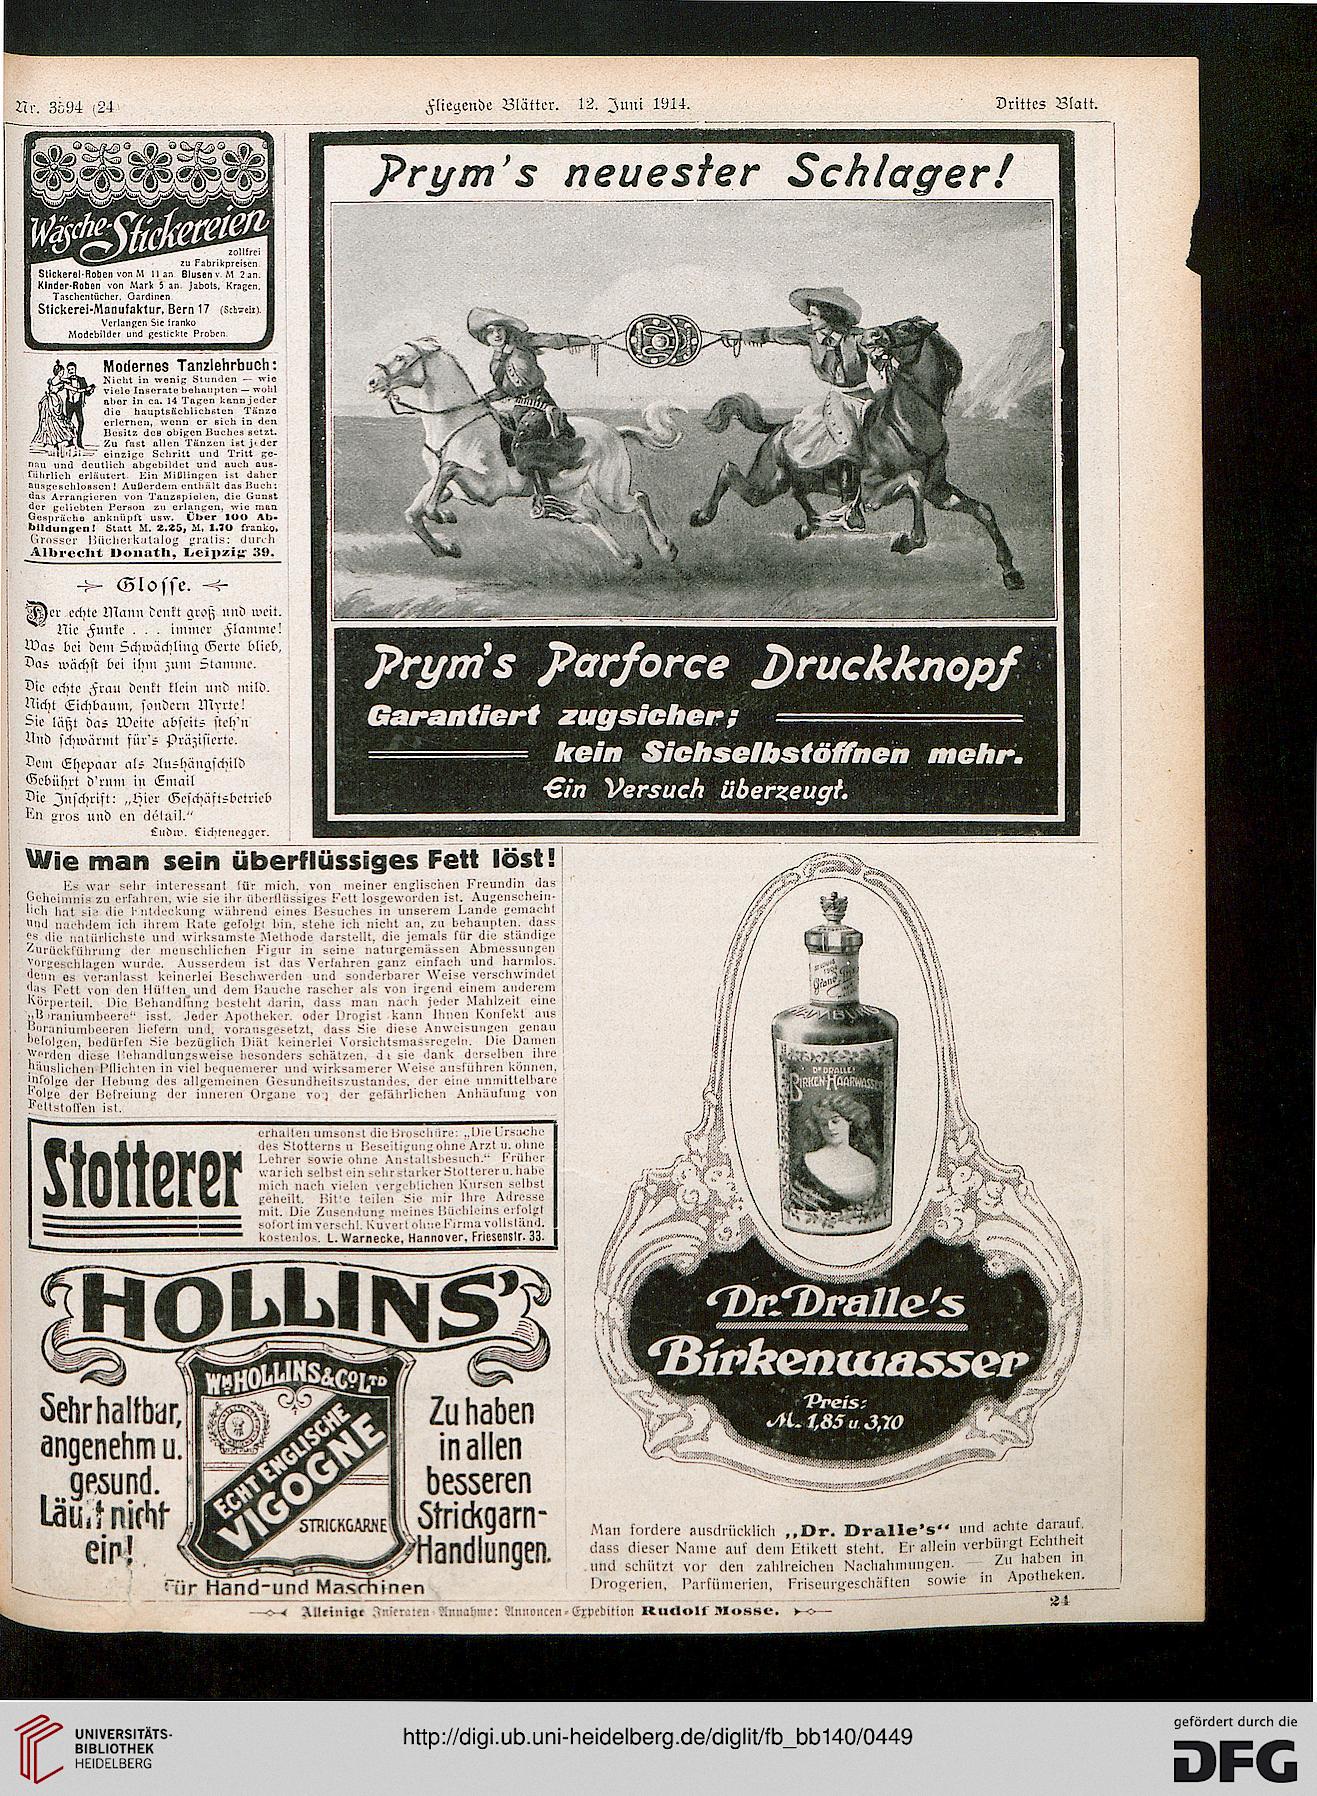 Nr. 3594 (24)
Fliegende Blätter. 12. Juni 1914.
Drittes Blatt.
Wäsche-Stickereien
zollfrei
zu Fabrikpreisen.
Stickerei-Roben von M 11 an. Blusen v. M 2 an.
Kinder-Roben von Mark 5 an. Jabots, Kragen,
Taschentücher, Gardinen
Stickerei-Manufaktur, Bern 17 (Schweiz).
Verlangen Sie franko
Modebilder und gestickte Proben.
Modernes Tanzlehrbuch:
Nicht in wenig Stunden — wie
viele Inserate behaupten — wohl
aber in ca. 14 Tagen kann jeder
die hauptsächlichsten Tänze
erlernen, wenn er sich in den
Besitz des obigen Buches setzt.
Zu fast allen Tänzen ist jeder
einzige Schritt und Tritt ge-
nau und deutlich abgebildet und auch aus-
führlich erläutert. Ein Mißlingen ist daher
ausgeschlossen! Außerdem enthält das Buch:
das Arrangieren von Tanzspielen, die Gunst
der geliebten Person zu erlangen, wie man
Gespräche anknüpft usw. Über 100 Ab-
bildungen! Statt M. 2.25, M. 1.70 franko.
Grosser Bücherkatalog gratis: durch
Albrecht Donath, Leipzig 39.
Glosse.
Der echte Mann denkt groß und weit.
Nie Funke . . . immer Flamme!
Was bei dem Schwächling Gerte blieb,
Das wächst bei ihm zum Stamme.
Die echte Frau denkt klein und mild.
Nicht Eichbaum, sondern Myrte!
Sie läßt das Weite abseits steh'n
Und schwärmt für's Präzisierte.
Dem Ehepaar als Aushängschild
Gebührt d'rum in Email
Die Inschrift: „Hier Geschäftsbetrieb
En gros und en détail."
Ludw. Lichtenegger.
Prym's neuester Schlager!
Prym's Parforce Druckknopf
Garantiert zugsicher;
kein Sichselbstöffnen mehr.
Ein Versuch überzeugt.
Wie man sein überflüssiges Fett löst!
Es war sehr interessant für mich, von meiner englischen Freundin das
Geheimnis zu erfahren, wie sie ihr überflüssiges Fett losgeworden ist. Augenschein-
lich hat sie die Entdeckung während eines Besuches in unserem Lande gemacht
und nachdem ich ihrem Rate gefolgt bin, stehe ich nicht an, zu behaupten, dass
es die natürlichste und wirksamste Methode darstellt, die jemals für die ständige
Zurückführung der menschlichen Figur in seine naturgemässen Abmessungen
vorgeschlagen wurde. Ausserdem ist das Verfahren ganz einfach und harmlos,
denn es veranlasst keinerlei Beschwerden und sonderbarer Weise verschwindet
das Fett von den Hüften und dem Bauche rascher als von irgend einem anderem
Körperteil. Die Behandlung besteht darin, dass man nach jeder Mahlzeit eine
„Boraniumbeere" isst. Jeder Apotheker oder Drogist kann Ihnen Konfekt aus
Boraniumbeeren liefern und, vorausgesetzt, dass Sie diese Anweisungen genau
befolgen, bedürfen Sie bezüglich Diät keinerlei Vorsichtsmassregeln. Die Damen
werden diese Behandlungsweise besonders schätzen, da sie dank derselben ihre
häuslichen Pflichten in viel bequemerer und wirksamerer Weise ausführen können,
infolge der Hebung des allgemeinen Gesundheitszustandes, der eine unmittelbare
Folge der Befreiung der inneren Organe von der gefährlichen Anhäufung von
Fettstoffen ist.
Stotterer
erhalten umsonst die Broschüre: „Die Ursache
des Stotterns u Beseitigung ohne Arzt u. ohne
Lehrer sowie ohne Anstaltsbesuch." Früher
war ich selbst ein sehr starker Stotterer u. habe
mich nach vielen vergeblichen Kursen selbst
geheilt. Bitte teilen Sie mir Ihre Adresse
mit. Die Zusendung meines Büchleins erfolgt
sofort im verschl. Kuvert ohne Firma vollständ.
kostenlos. L. Warnecke, Hannover, Friesenstr. 33.
HOLLINS'
WM HOLLINS & CO LTD
ECHT ENGLISCHE
VIGOGNE
STRICKGARNE
Sehr haltbar,
angenehm u.
gesund.
Läuft nicht
ein!
Zu haben
in allen
besseren
Strickgarn-
Handlungen.
Für Hand- und Maschinen
ST LOUIS
1904
Grand Prix
DR DRALLE'S
BIRKEN-HAARWASSER
Dr. Dralle's
Birkenwasser
Preis:
M. 1,85 u. 3,70
Man fordere ausdrücklich „Dr. Dralle's" und achte darauf,
dass dieser Name auf dem Etikett steht. Er allein verbürgt Echtheit
und schützt vor den zahlreichen Nachahmungen. — Zu haben in
Drogerien, Parfümerien, Friseurgeschäften sowie in Apotheken.
24
Alleinige Inseraten-Annahme: Annoncen-Expedition Rudolf Mosse.
UNIVERSITÄTS-
BIBLIOTHEK
HEIDELBERG
http://digi.ub.uni-heidelberg.de/diglit/fb_bb140/0449
gefördert durch die
DFG